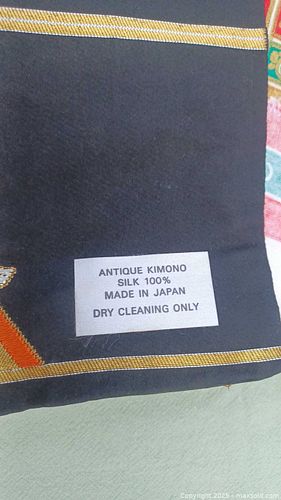 ANTIQUE KIMONO
SILK 100%
MADE IN JAPAN
DRY CLEANING ONLY
Copyright 2025 - maxsold.com